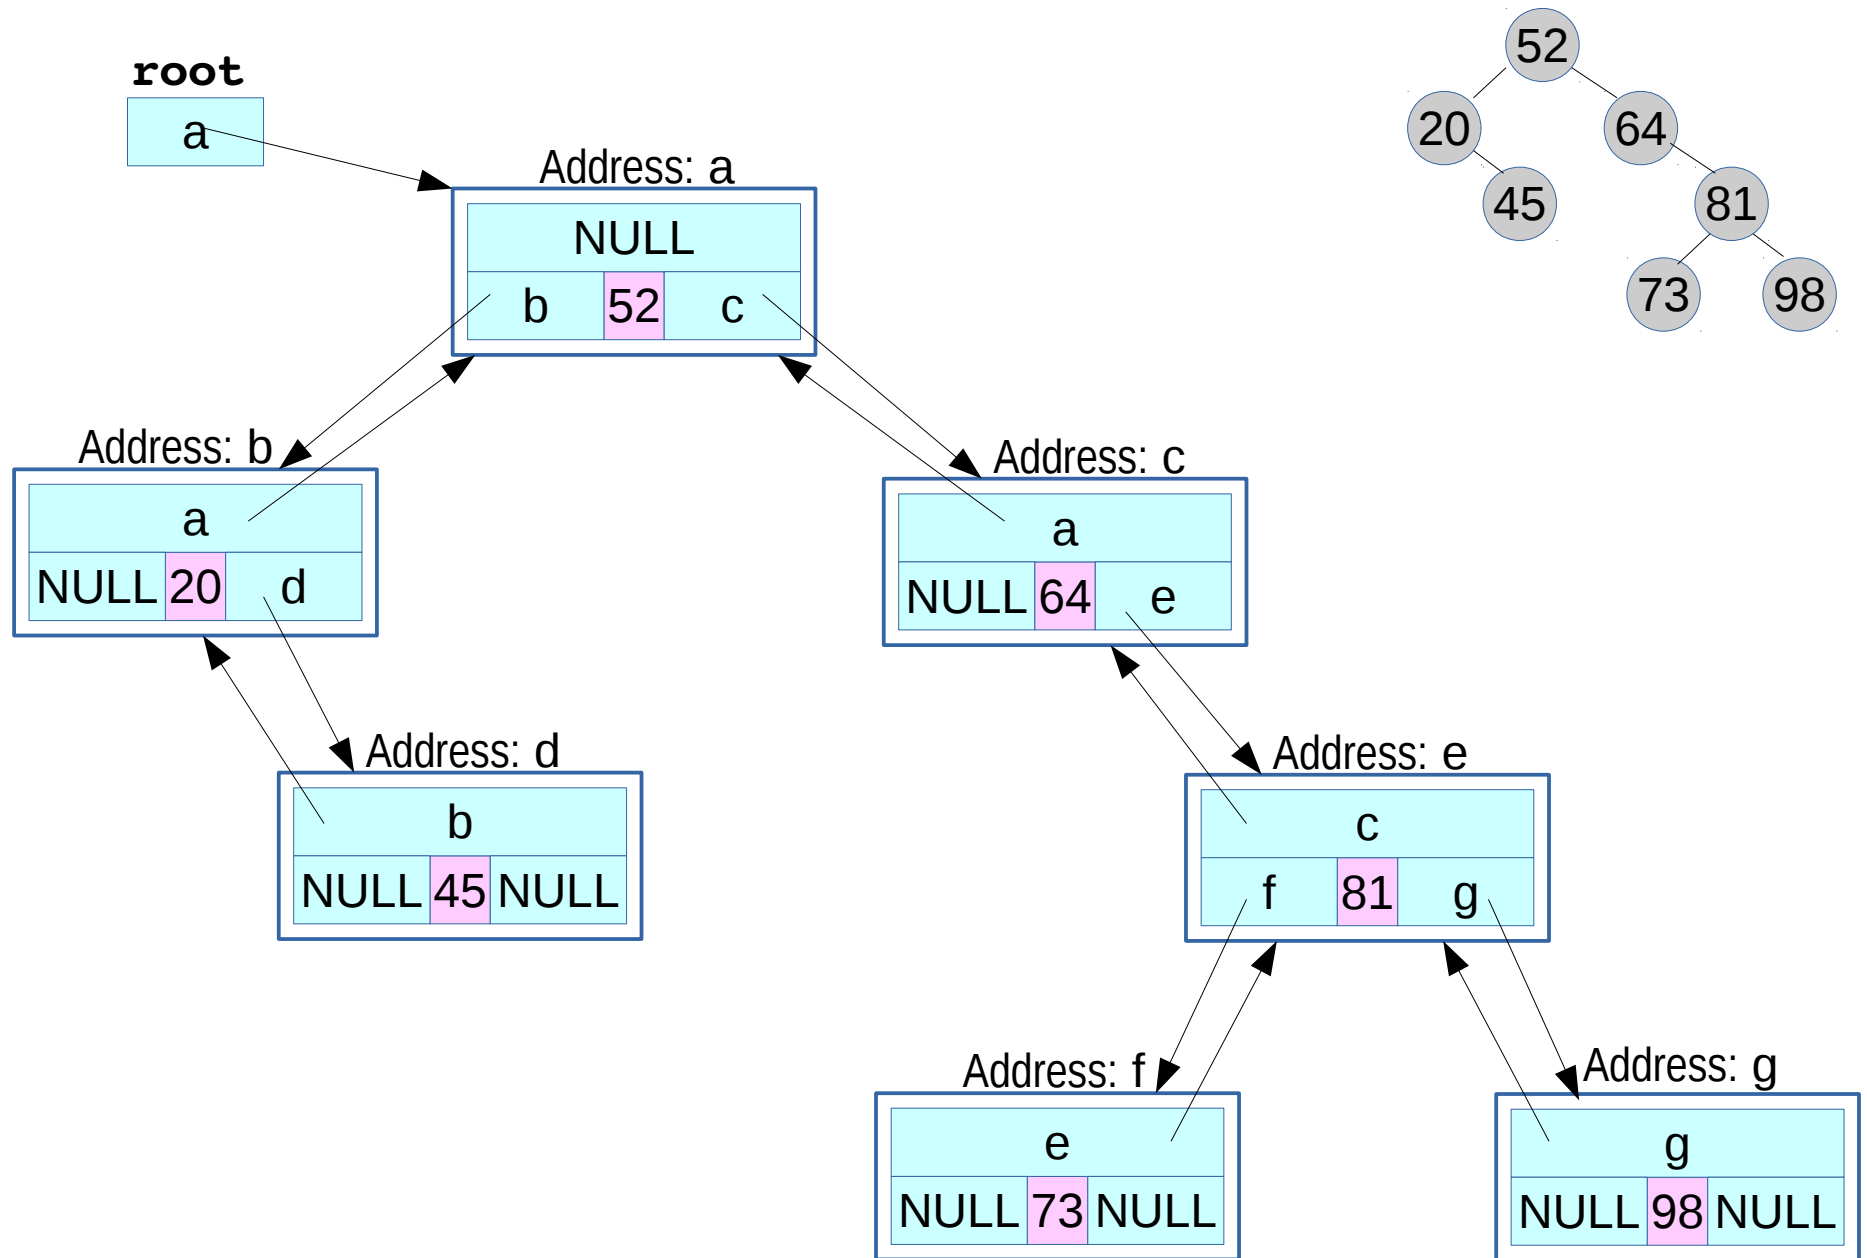 root
a
Address: a
NULL
b 52 c
Address: b
a
NULL 20 d
Address: c
a
NULL 64 e
Address: d
b
NULL 45 NULL
Address: e
c
f 81 g
Address: f
e
NULL 73 NULL
Address: g
g
NULL 98 NULL
52
20 64
45 81
73 98